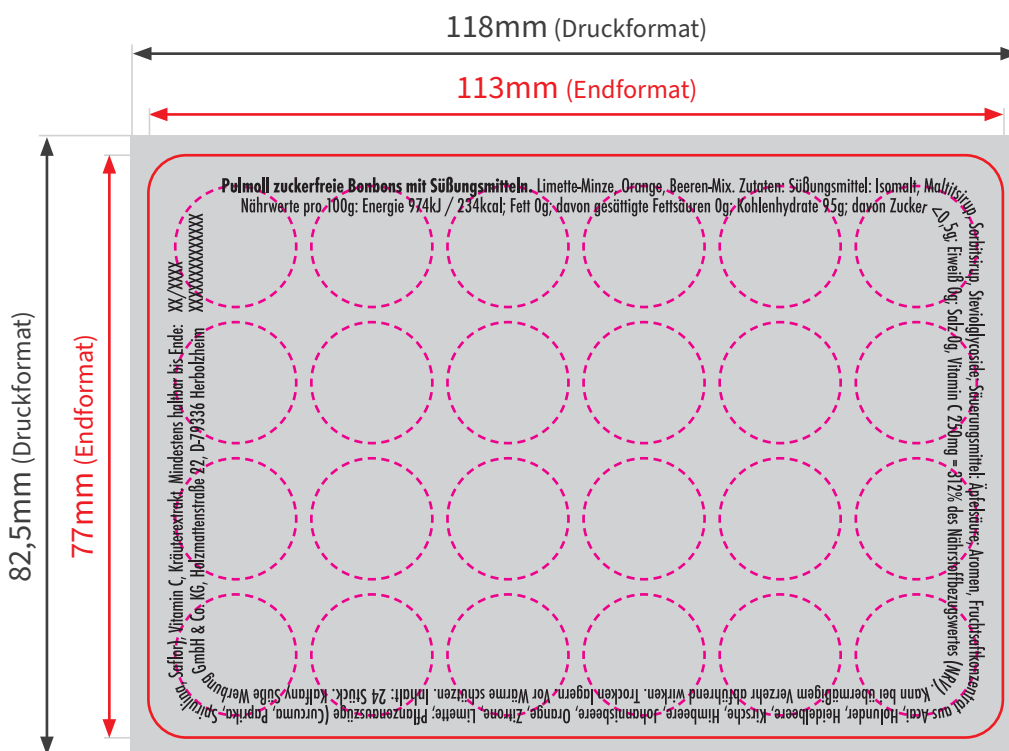 118mm (Druckformat)
113mm (Endformat)
82,5mm (Druckformat)
77mm (Endformat)
Pulmoll zuckerfreie Bonbons mit Süßungsmitteln. Limette-Minze, Orange, Beeren-Mix. Zutaten: Süßungsmittel: Isomalt, Maltitsirup, Sorbitsirup, Steviolglycoside; Säuerungsmittel: Äpfelsäure; Aromen, Fruchtsaftkonzentrat aus Acai, Holunder, Heidelbeere, Kirsche, Himbeere, Johannisbeere, Orange, Zitrone, Limette, Pflanzenauszüge (Curcuma, Paprika, Spirulina, Saflor), Vitamin C, Kräuterextrakt. Mindestens haltbar bis Ende: XX/XXXX
Nährwerte pro 100g: Energie 974kJ / 234kcal; Fett 0g; davon gesättigte Fettsäuren 0g; Kohlenhydrate 95g; davon Zucker <0,5g; Eiweiß 0g; Salz 0g, Vitamin C 250mg = 312% des Nährstoffbezugswertes (NRV). Kann bei übermäßigem Verzehr abführend wirken. Trocken lagern. Vor Wärme schützen. Inhalt: 24 Stück. Kalfany Süße Werbung GmbH & Co. KG, Holzmattenstraße 22, D-79336 Herbolzheim XXXXXXXXXXXXX